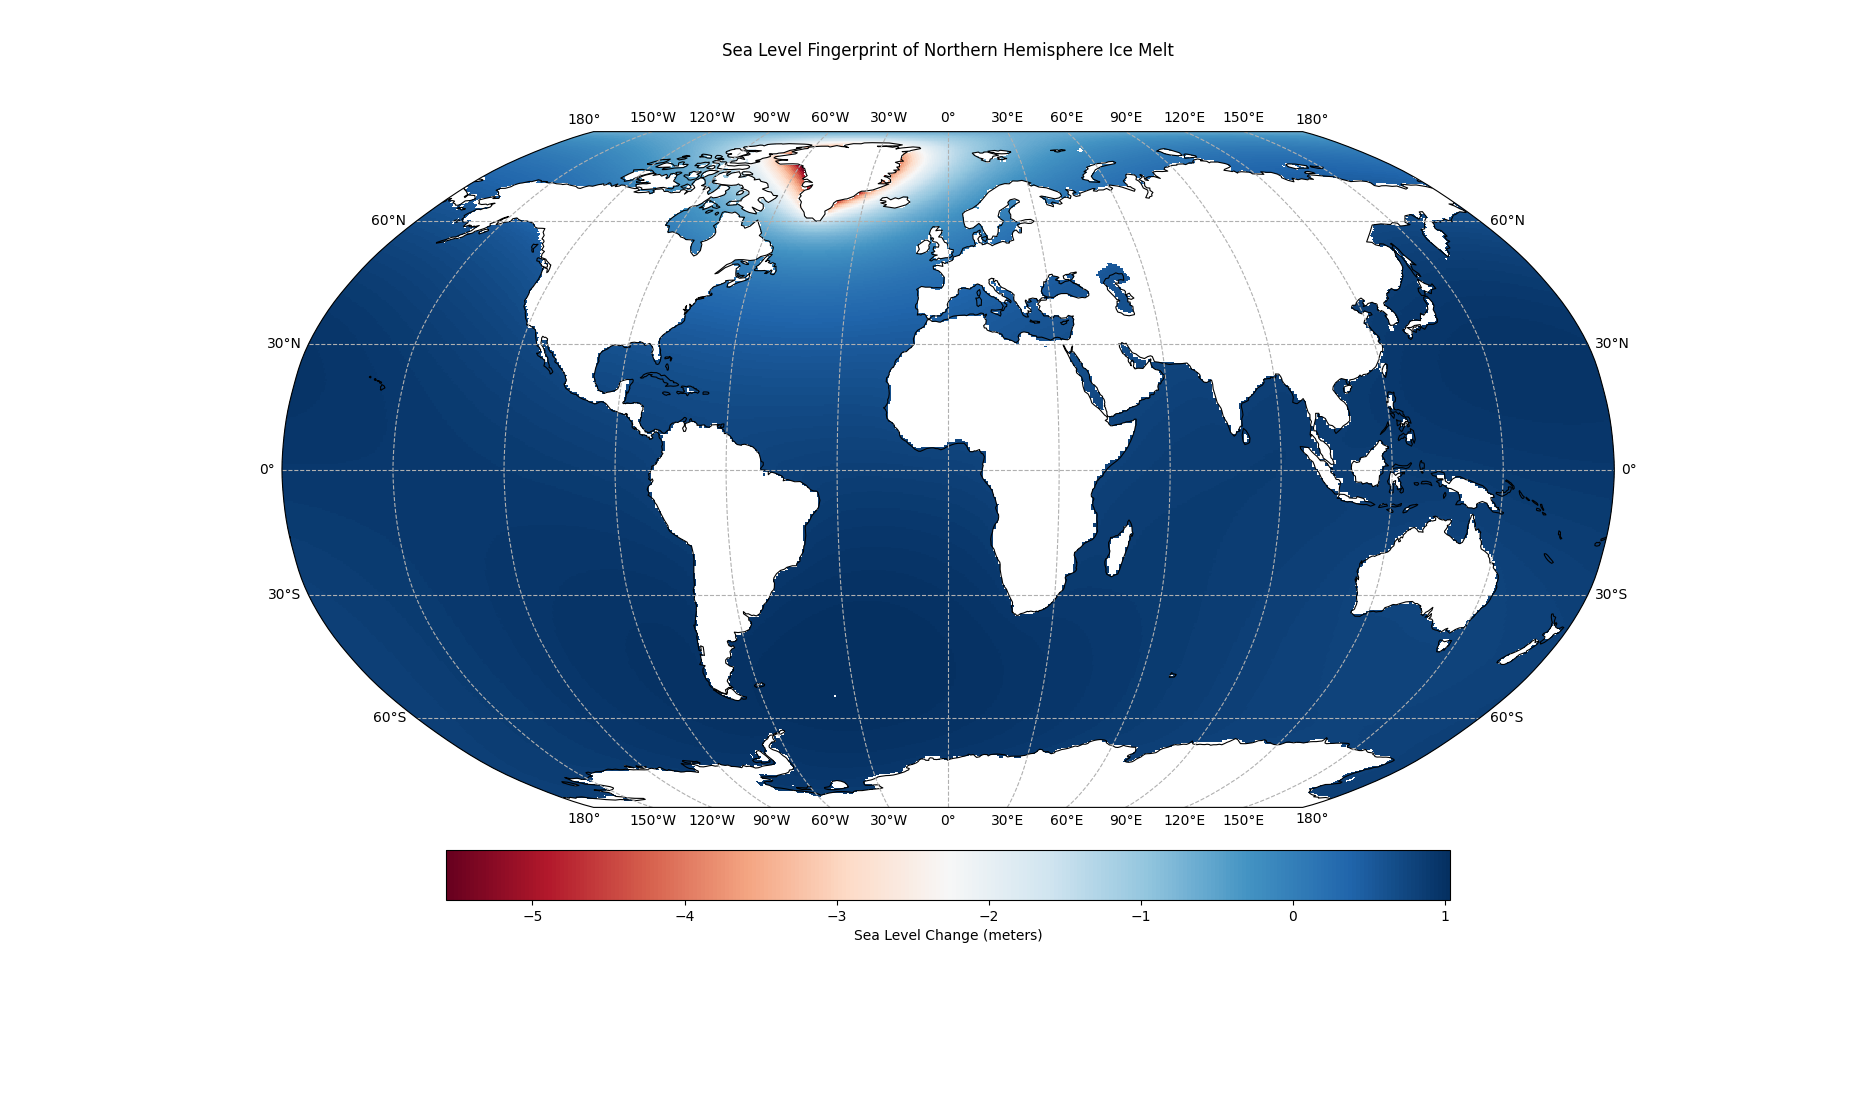 Sea Level Fingerprint of Northern Hemisphere Ice Melt
180° 150°W 120°W 90°W 60°W 30°W 0° 30°E 60°E 90°E 120°E 150°E 180°
60°N 60°N
30°N 30°N
0° 0°
30°S 30°S
60°S 60°S
180° 150°W 120°W 90°W 60°W 30°W 0° 30°E 60°E 90°E 120°E 150°E 180°
−5 −4 −3 −2 −1 0 1
Sea Level Change (meters)